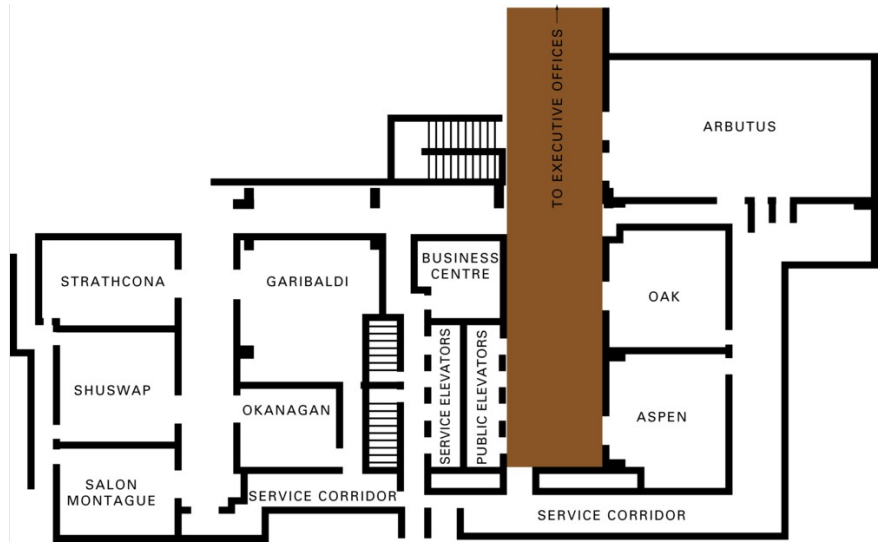 TO EXECUTIVE OFFICES
ARBUTUS
STRATHCONA
GARIBALDI
BUSINESS
CENTRE
OAK
SHUSWAP
OKANAGAN
SERVICE ELEVATORS
PUBLIC ELEVATORS
ASPEN
SALON
MONTAGUE
SERVICE CORRIDOR
SERVICE CORRIDOR